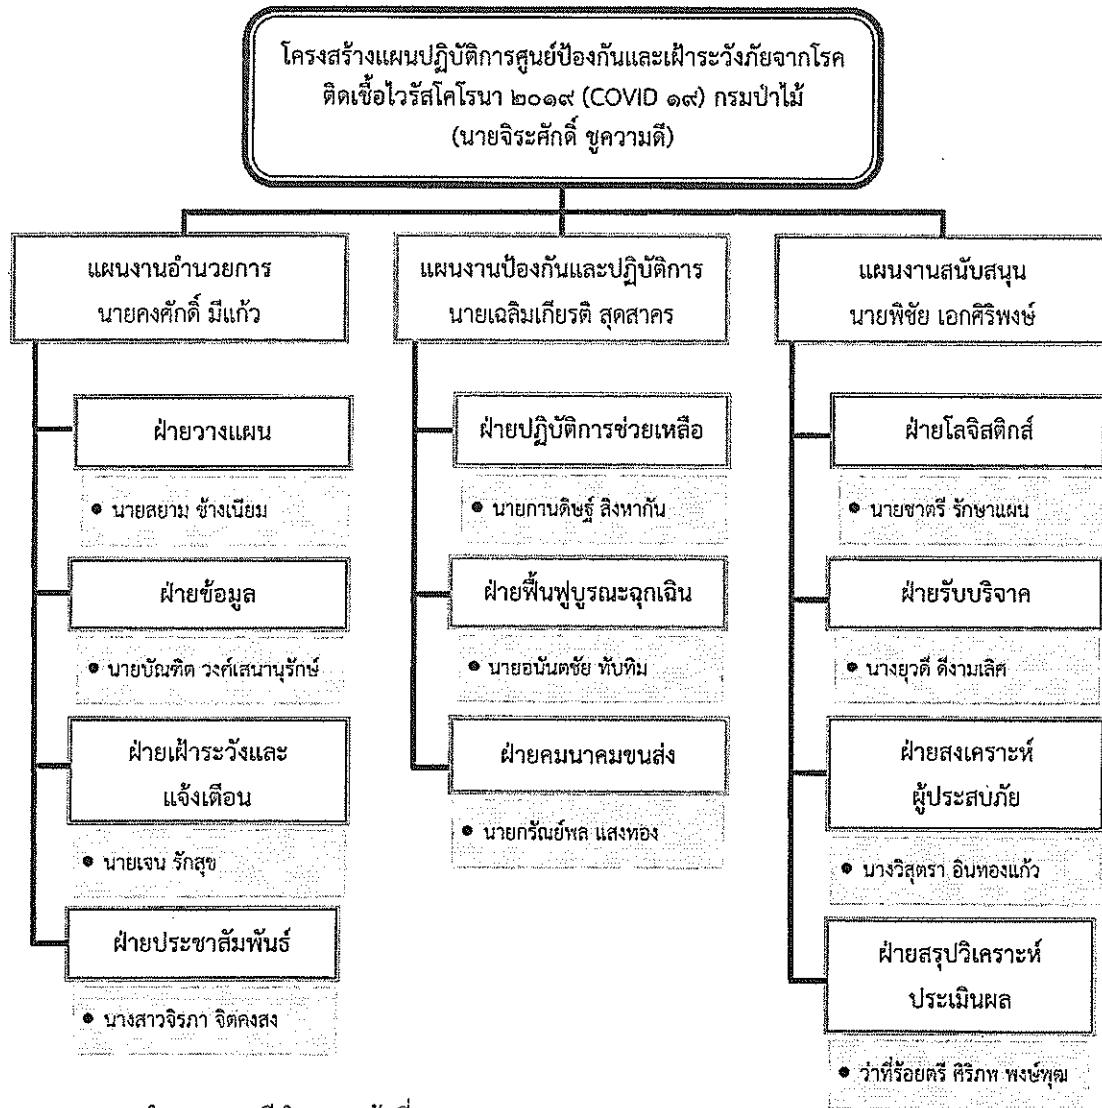 โครงสร้างแผนปฏิบัติการศูนย์ป้องกันและเฝ้าระวังภัยจากโรค
ติดเชื้อไวรัสโคโรนา ๒๐๑๙ (COVID ๑๙) กรมป่าไม้
(นายจิระศักดิ์ ชูความดี)
แผนงานอำนวยการ
นายคงศักดิ์ มีแก้ว
ฝ่ายวางแผน
• นายสยาม ช้างเนียม
ฝ่ายข้อมูล
• นายบัณฑิต วงศ์เสนานุรักษ์
ฝ่ายเฝ้าระวังและ
แจ้งเตือน
• นายเจน รักสุข
ฝ่ายประชาสัมพันธ์
• นางสาวจิรภา จิตคงสง
แผนงานป้องกันและปฏิบัติการ
นายเฉลิมเกียรติ สุดสาคร
ฝ่ายปฏิบัติการช่วยเหลือ
• นายกานดิษฐ์ สิงหากัน
ฝ่ายฟื้นฟูบูรณะฉุกเฉิน
• นายอนันตชัย ทับทิม
ฝ่ายคมนาคมขนส่ง
• นายกรัณย์พล แสงทอง
แผนงานสนับสนุน
นายพิชัย เอกศิริพงษ์
ฝ่ายโลจิสติกส์
• นายชาตรี รักษาแผน
ฝ่ายรับบริจาค
• นางยุวดี ดีงามเลิศ
ฝ่ายสงเคราะห์
ผู้ประสบภัย
• นางวิสุตรา อินทองแก้ว
ฝ่ายสรุปวิเคราะห์
ประเมินผล
• ว่าที่ร้อยตรี ศิริภท พงษ์พุฒ